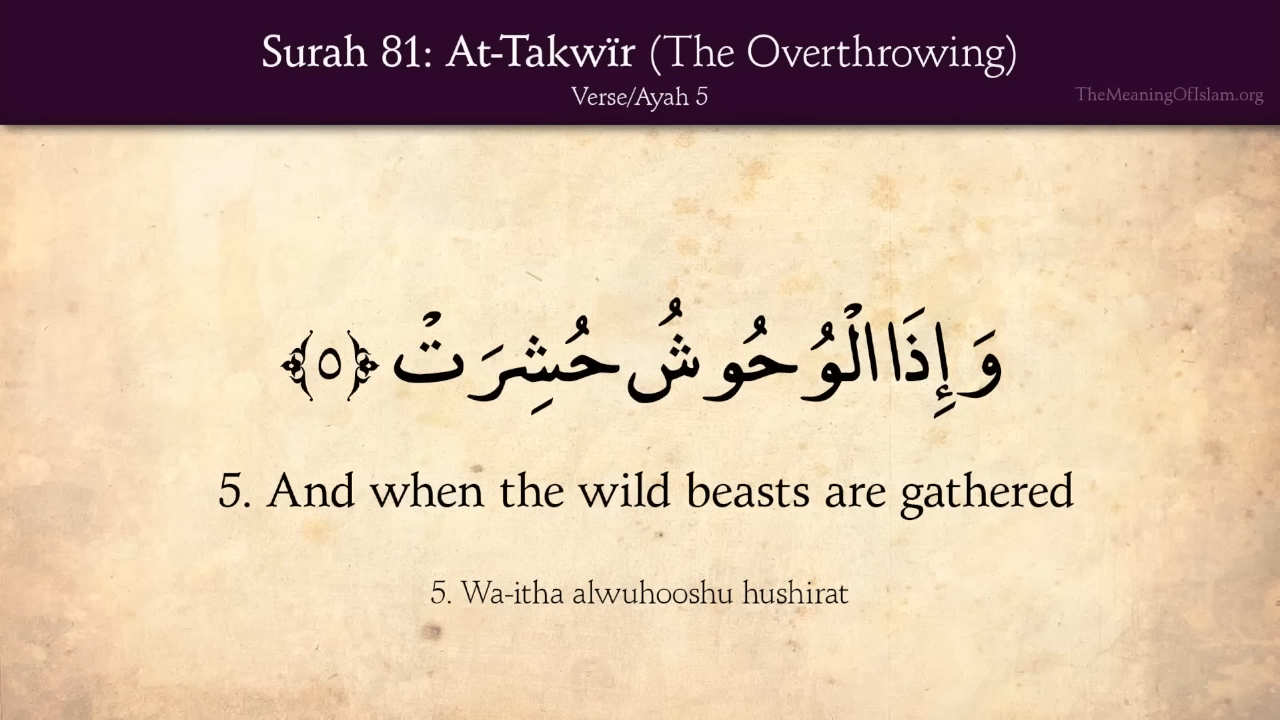 Surah 81: At-Takwïr (The Overthrowing)
Verse/Ayah 5
TheMeaningOfIslam.org
وَإِذَا الْوُحُوشُ حُشِرَتْ ﴿٥﴾
5. And when the wild beasts are gathered
5. Wa-itha alwuhooshu hushirat